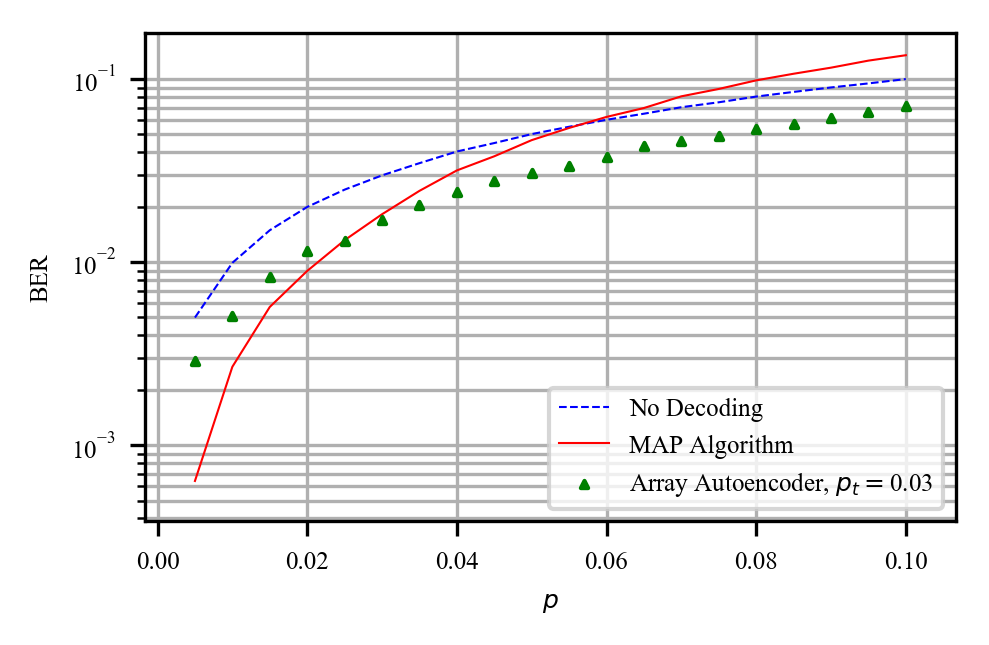 10⁻¹
10⁻²
BER
10⁻³
No Decoding
MAP Algorithm
Array Autoencoder, pₜ = 0.03
0.00 0.02 0.04 0.06 0.08 0.10
p